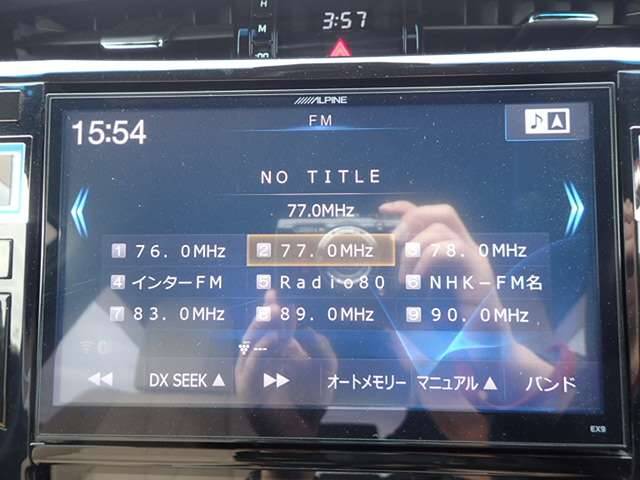 H
M
3:57
ALPINE
FM
15:54
NO TITLE
77.0MHz
1 76.0MHz 2 77.0MHz 3 78.0MHz
4 インターFM 5 Radio80 6 NHK-FM名
7 83.0MHz 8 89.0MHz 9 90.0MHz
---
DX SEEK ▲ オートメモリー マニュアル ▲ バンド
EX9